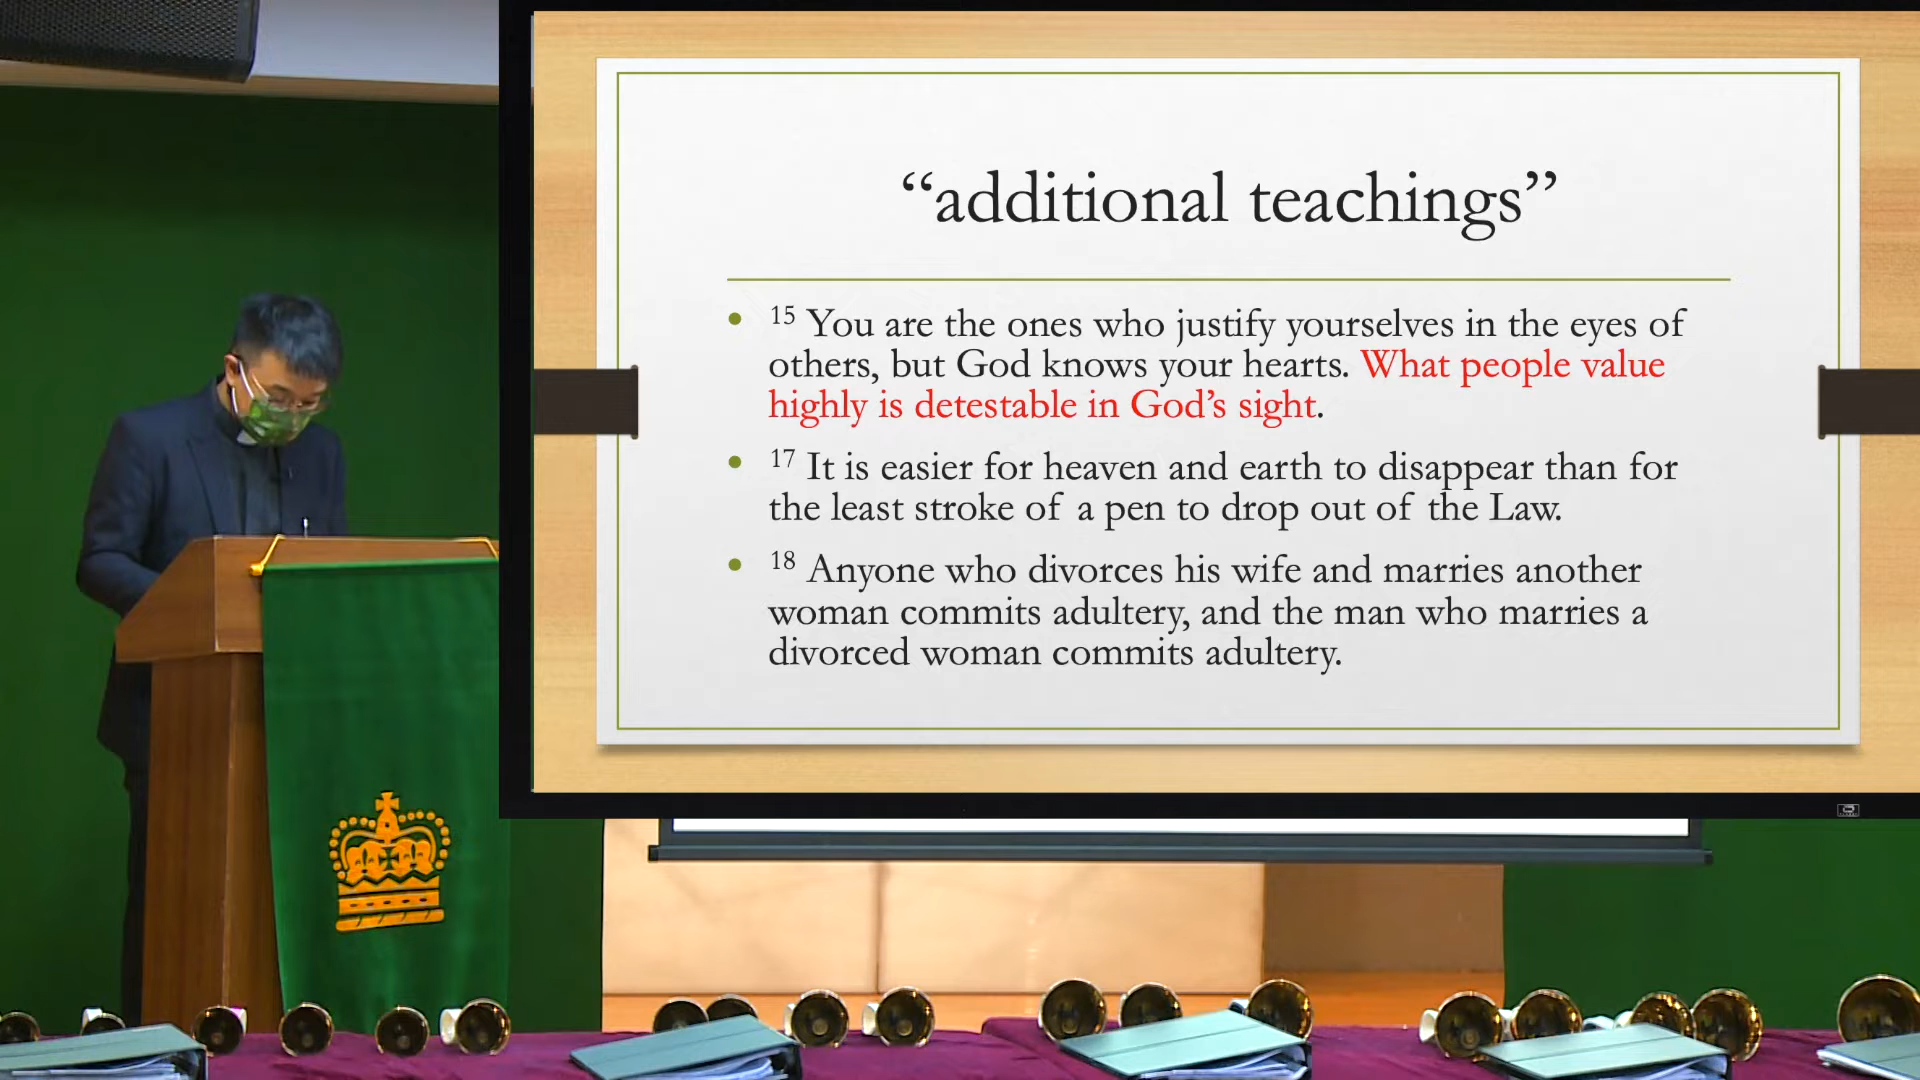 “additional teachings”
• 15 You are the ones who justify yourselves in the eyes of
others, but God knows your hearts. What people value
highly is detestable in God’s sight.
• 17 It is easier for heaven and earth to disappear than for
the least stroke of a pen to drop out of the Law.
• 18 Anyone who divorces his wife and marries another
woman commits adultery, and the man who marries a
divorced woman commits adultery.